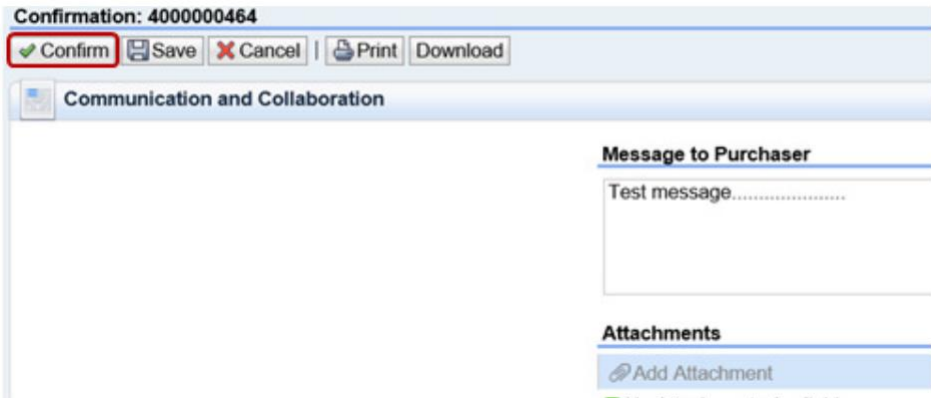 Confirmation: 4000000464
Confirm Save Cancel | Print Download
Communication and Collaboration
Message to Purchaser
Test message......................
Attachments
Add Attachment